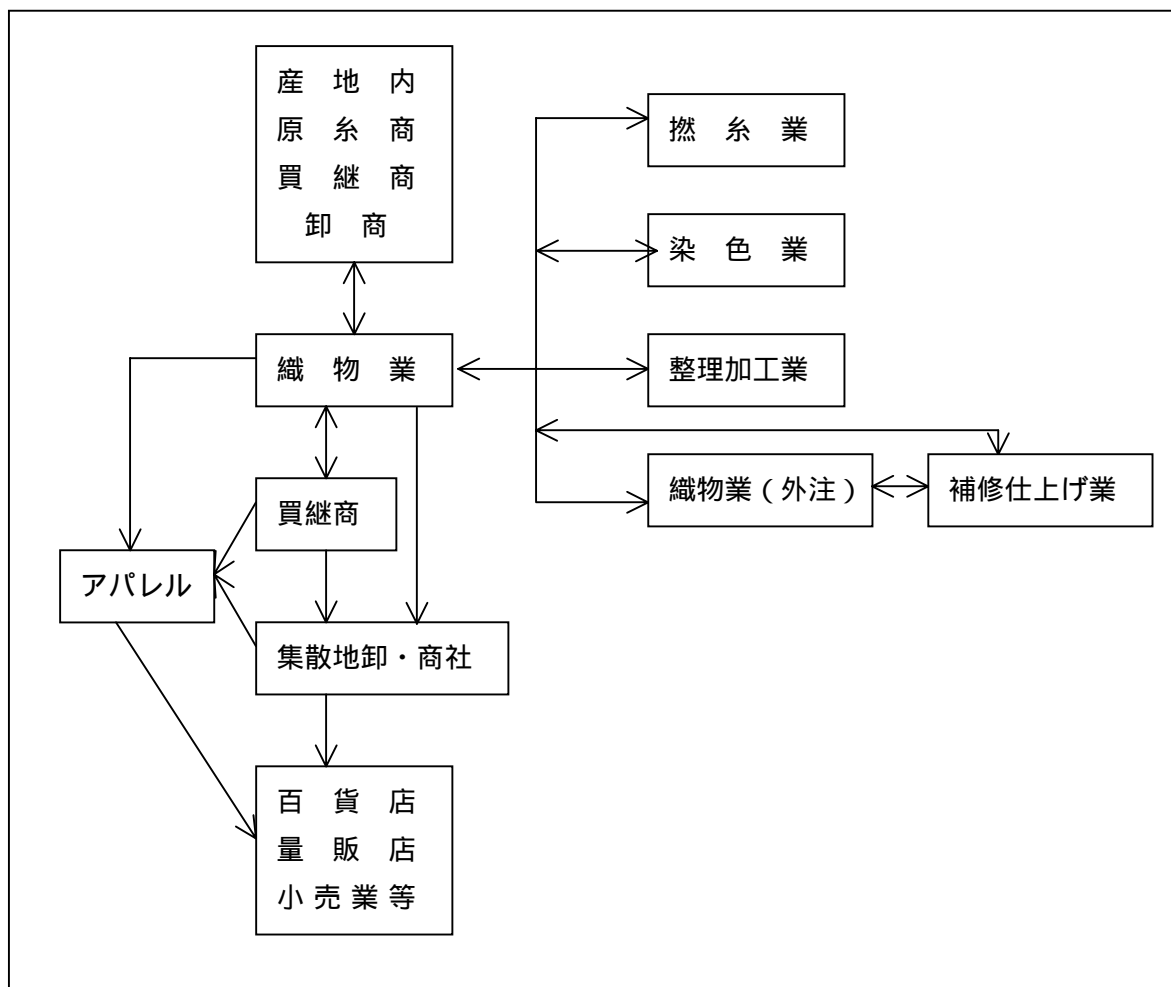 産地内
原糸商
買継商
卸商
撚糸業
染色業
織物業
整理加工業
織物業(外注)
補修仕上げ業
買継商
アパレル
集散地卸・商社
百貨店
量販店
小売業等